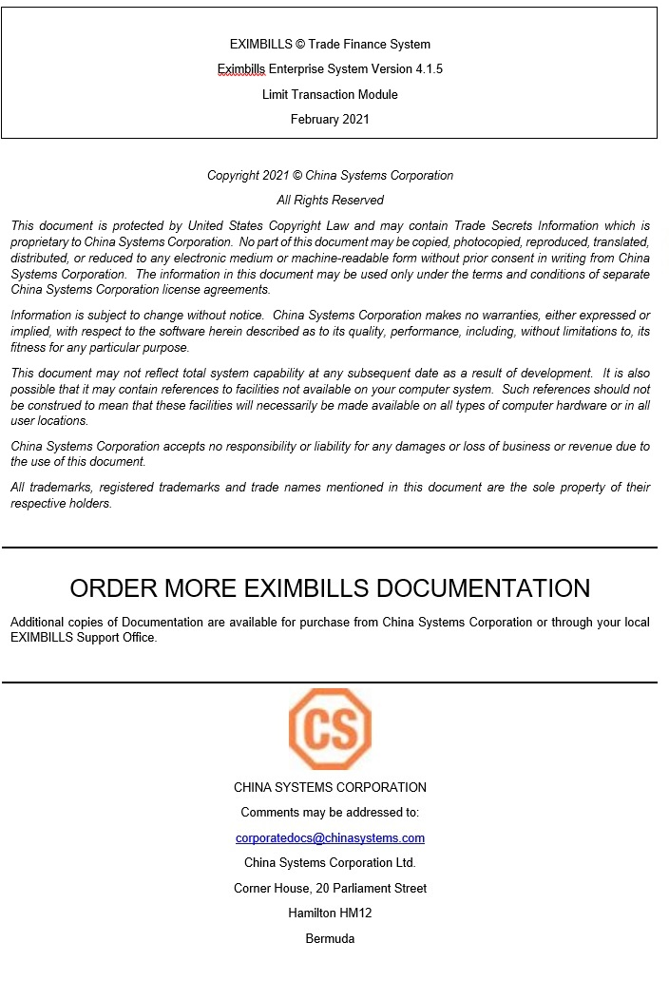 EXIMBILLS © Trade Finance System
Eximbills Enterprise System Version 4.1.5
Limit Transaction Module
February 2021
Copyright 2021 © China Systems Corporation
All Rights Reserved
This document is protected by United States Copyright Law and may contain Trade Secrets Information which is
proprietary to China Systems Corporation. No part of this document may be copied, photocopied, reproduced, translated,
distributed, or reduced to any electronic medium or machine-readable form without prior consent in writing from China
Systems Corporation. The information in this document may be used only under the terms and conditions of separate
China Systems Corporation license agreements.
Information is subject to change without notice. China Systems Corporation makes no warranties, either expressed or
implied, with respect to the software herein described as to its quality, performance, including, without limitations to, its
fitness for any particular purpose.
This document may not reflect total system capability at any subsequent date as a result of development. It is also
possible that it may contain references to facilities not available on your computer system. Such references should not
be construed to mean that these facilities will necessarily be made available on all types of computer hardware or in all
user locations.
China Systems Corporation accepts no responsibility or liability for any damages or loss of business or revenue due to
the use of this document.
All trademarks, registered trademarks and trade names mentioned in this document are the sole property of their
respective holders.
ORDER MORE EXIMBILLS DOCUMENTATION
Additional copies of Documentation are available for purchase from China Systems Corporation or through your local
EXIMBILLS Support Office.
CS
CHINA SYSTEMS CORPORATION
Comments may be addressed to:
corporatedocs@chinasystems.com
China Systems Corporation Ltd.
Corner House, 20 Parliament Street
Hamilton HM12
Bermuda